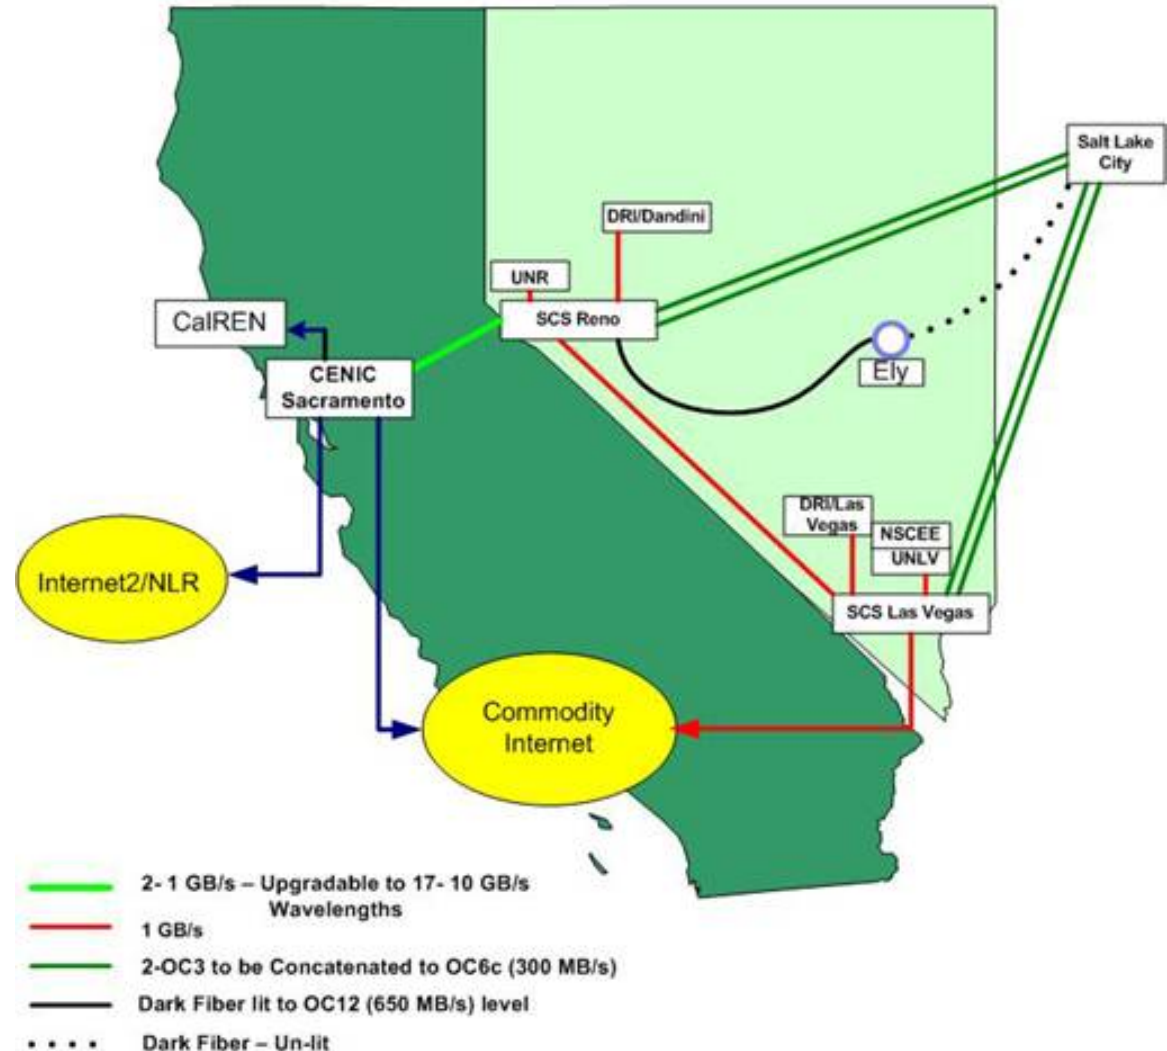 Salt Lake
City
DRI/Dandini
UNR
SCS Reno
CalREN
CENIC
Sacramento
Ely
DRI/Las
Vegas
NSCEE
UNLV
Internet2/NLR
SCS Las Vegas
Commodity
Internet
2- 1 GB/s – Upgradable to 17- 10 GB/s
Wavelengths
1 GB/s
2-OC3 to be Concatenated to OC6c (300 MB/s)
Dark Fiber lit to OC12 (650 MB/s) level
Dark Fiber – Un-lit